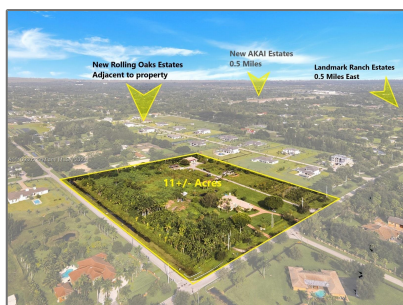 New AKAI Estates
0.5 Miles
New Rolling Oaks Estates
Adjacent to property
Landmark Ranch Estates
0.5 Miles East
11+/- Acres